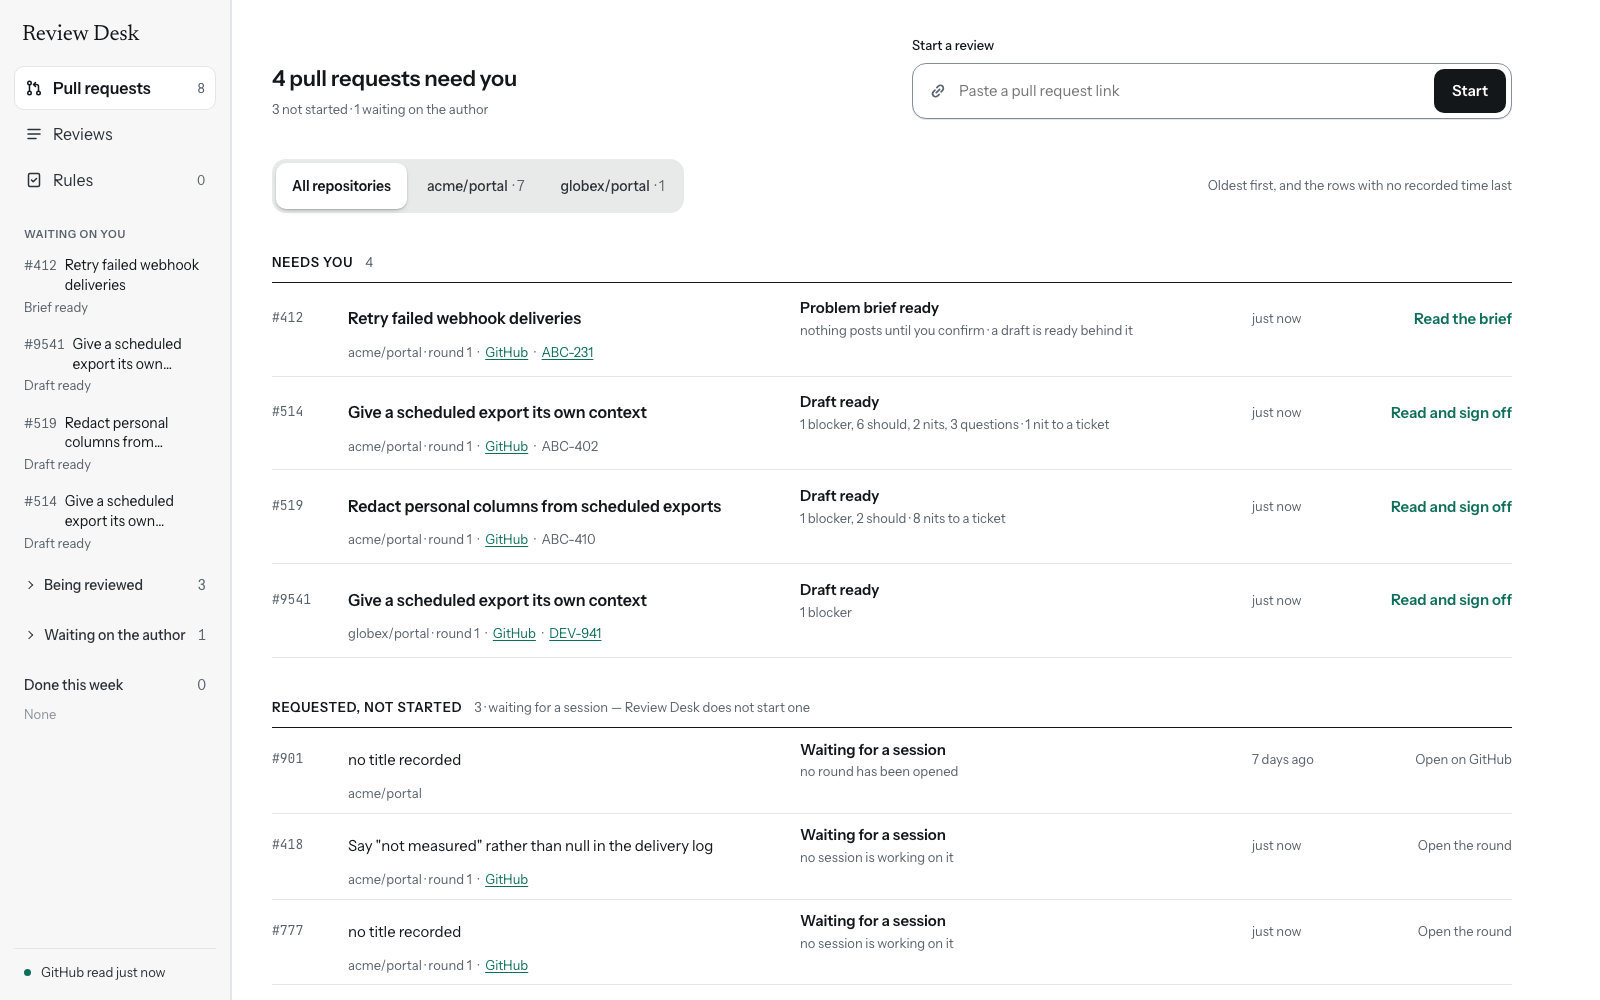 Review Desk
Pull requests 8
Reviews
Rules 0
WAITING ON YOU
#412 Retry failed webhook
deliveries
Brief ready
#9541 Give a scheduled
export its own…
Draft ready
#519 Redact personal
columns from…
Draft ready
#514 Give a scheduled
export its own…
Draft ready
Being reviewed 3
Waiting on the author 1
Done this week 0
None
GitHub read just now
Start a review
4 pull requests need you
3 not started · 1 waiting on the author
Paste a pull request link
Start
All repositories acme/portal · 7 globex/portal · 1
Oldest first, and the rows with no recorded time last
NEEDS YOU 4
#412 Retry failed webhook deliveries
acme/portal · round 1 · GitHub · ABC-231
Problem brief ready
nothing posts until you confirm · a draft is ready behind it
just now
Read the brief
#514 Give a scheduled export its own context
acme/portal · round 1 · GitHub · ABC-402
Draft ready
1 blocker, 6 should, 2 nits, 3 questions · 1 nit to a ticket
just now
Read and sign off
#519 Redact personal columns from scheduled exports
acme/portal · round 1 · GitHub · ABC-410
Draft ready
1 blocker, 2 should · 8 nits to a ticket
just now
Read and sign off
#9541 Give a scheduled export its own context
globex/portal · round 1 · GitHub · DEV-941
Draft ready
1 blocker
just now
Read and sign off
REQUESTED, NOT STARTED 3 · waiting for a session — Review Desk does not start one
#901 no title recorded
acme/portal
Waiting for a session
no round has been opened
7 days ago
Open on GitHub
#418 Say "not measured" rather than null in the delivery log
acme/portal · round 1 · GitHub
Waiting for a session
no session is working on it
just now
Open the round
#777 no title recorded
acme/portal · round 1 · GitHub
Waiting for a session
no session is working on it
just now
Open the round